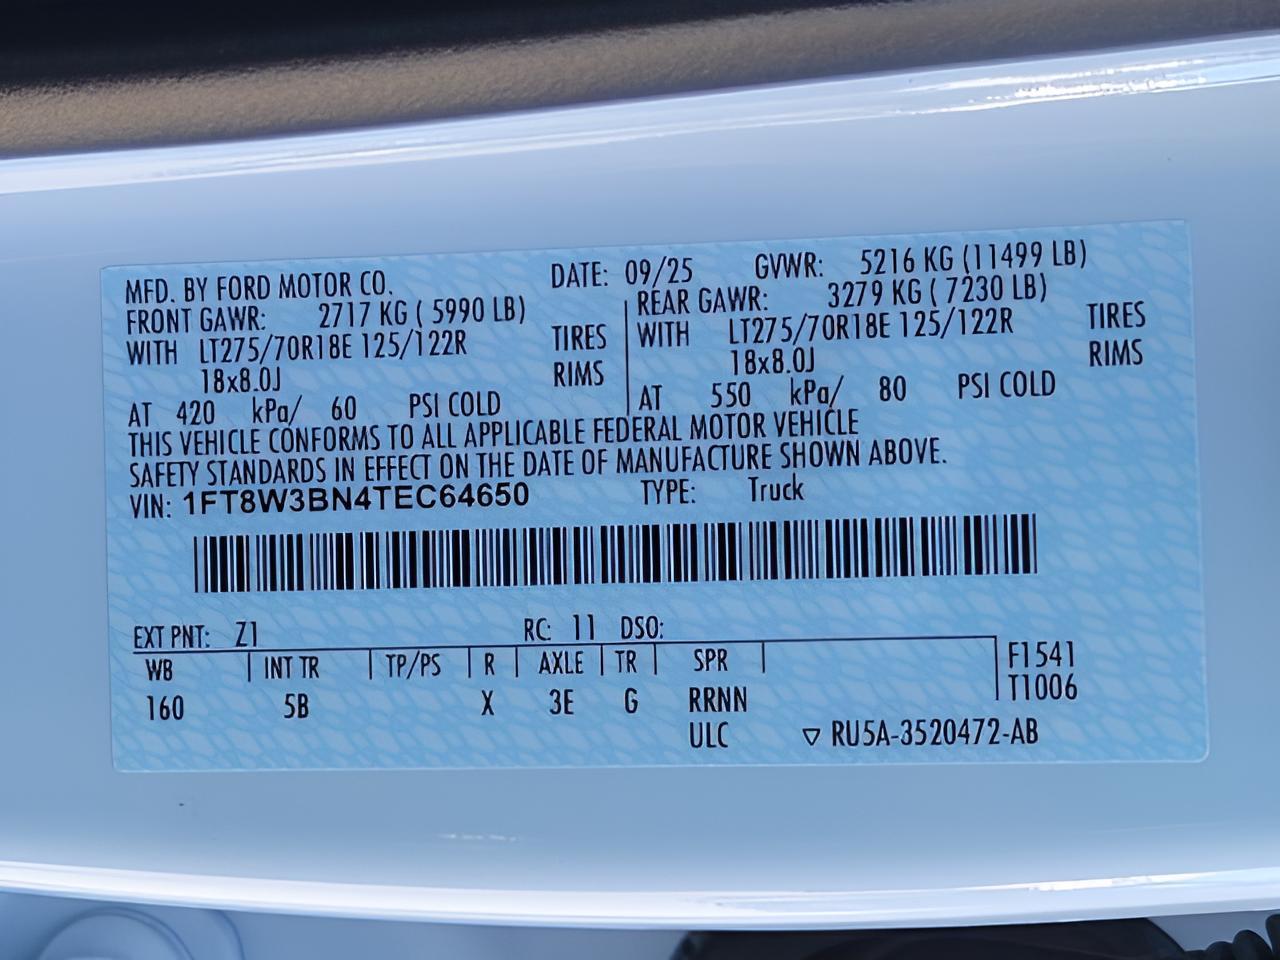 MFD. BY FORD MOTOR CO. DATE: 09/25 GVWR: 5216 KG (11499 LB)
FRONT GAWR: 2717 KG ( 5990 LB) REAR GAWR: 3279 KG ( 7230 LB)
WITH LT275/70R18E 125/122R TIRES WITH LT275/70R18E 125/122R TIRES
18x8.0J RIMS 18x8.0J RIMS
AT 420 kPa/ 60 PSI COLD AT 550 kPa/ 80 PSI COLD
THIS VEHICLE CONFORMS TO ALL APPLICABLE FEDERAL MOTOR VEHICLE
SAFETY STANDARDS IN EFFECT ON THE DATE OF MANUFACTURE SHOWN ABOVE.
VIN: 1FT8W3BN4TEC64650 TYPE: Truck
EXT PNT: Z1 RC: 11 DSO:
WB INT TR TP/PS R AXLE TR SPR F1541
160 5B X 3E G RRNN T1006
ULC ▽ RU5A-3520472-AB